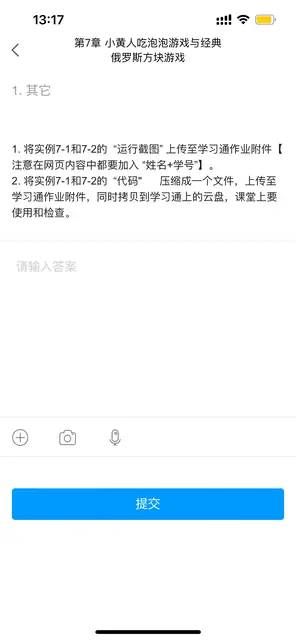 13:17
第7章 小黄人吃泡泡游戏与经典
俄罗斯方块游戏
1. 其它
1. 将实例7-1和7-2的 “运行截图” 上传至学习通作业附件【
注意在网页内容中都要加入 “姓名+学号”】。
2. 将实例7-1和7-2的 “代码” 压缩成一个文件，上传至
学习通作业附件，同时拷贝到学习通上的云盘，课堂上要
使用和检查。
请输入答案
提交